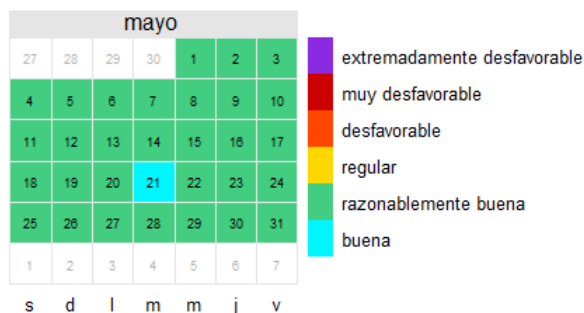 mayo
27 28 29 30 1 2 3
4 5 6 7 8 9 10
11 12 13 14 15 16 17
18 19 20 21 22 23 24
25 26 27 28 29 30 31
1 2 3 4 5 6 7
s d l m m j v
extremadamente desfavorable
muy desfavorable
desfavorable
regular
razonablemente buena
buena